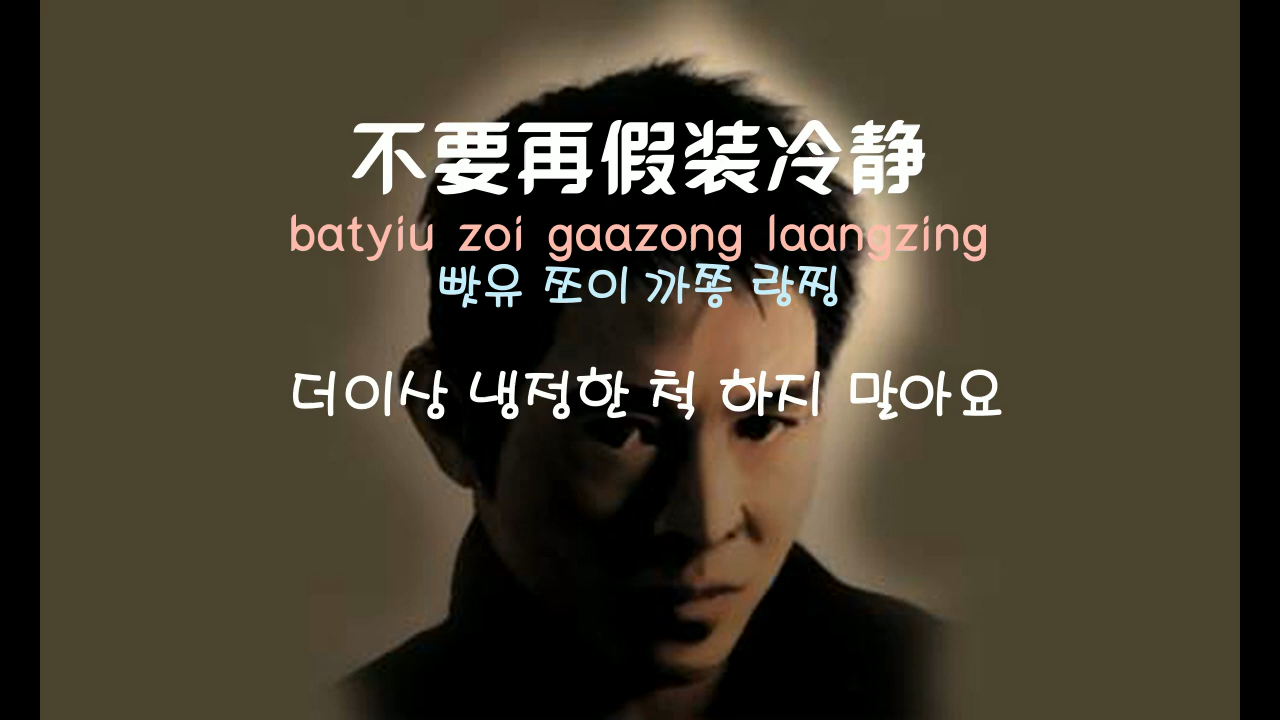 不要再假装冷静
batyiu zoi gaazong laangzing
빳유 쪼이 까쫑 랑찡
더이상 냉정한 척 하지 말아요